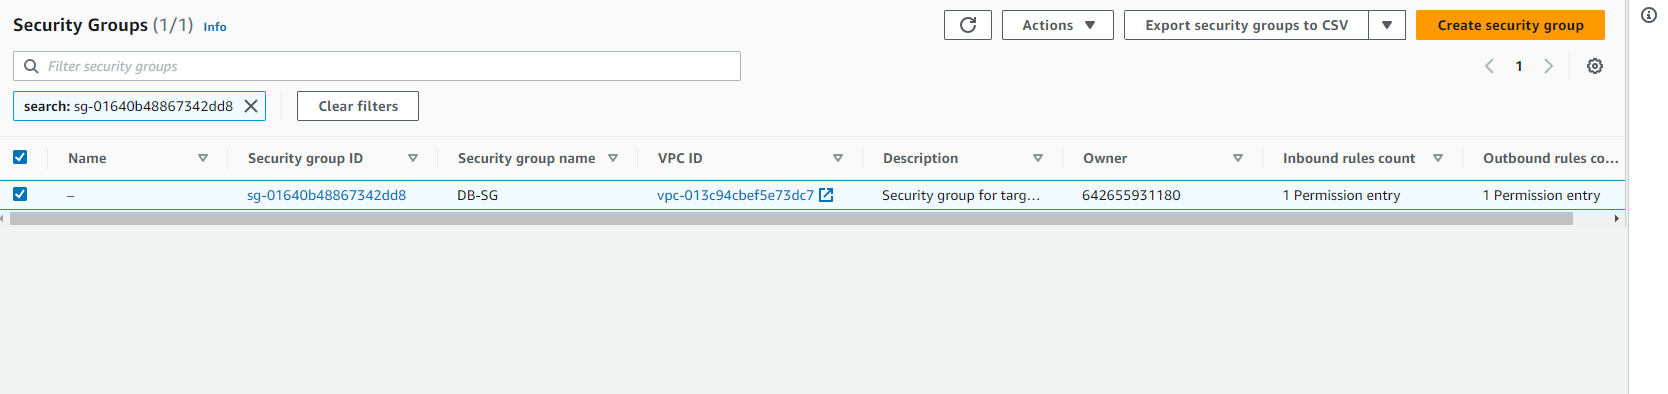 Security Groups (1/1) Info
Actions
Export security groups to CSV
Create security group
Filter security groups
1
search: sg-01640b48867342dd8
Clear filters
Name Security group ID Security group name VPC ID Description Owner Inbound rules count Outbound rules co...
– sg-01640b48867342dd8 DB-SG vpc-013c94cbef5e73dc7 Security group for targ... 642655931180 1 Permission entry 1 Permission entry